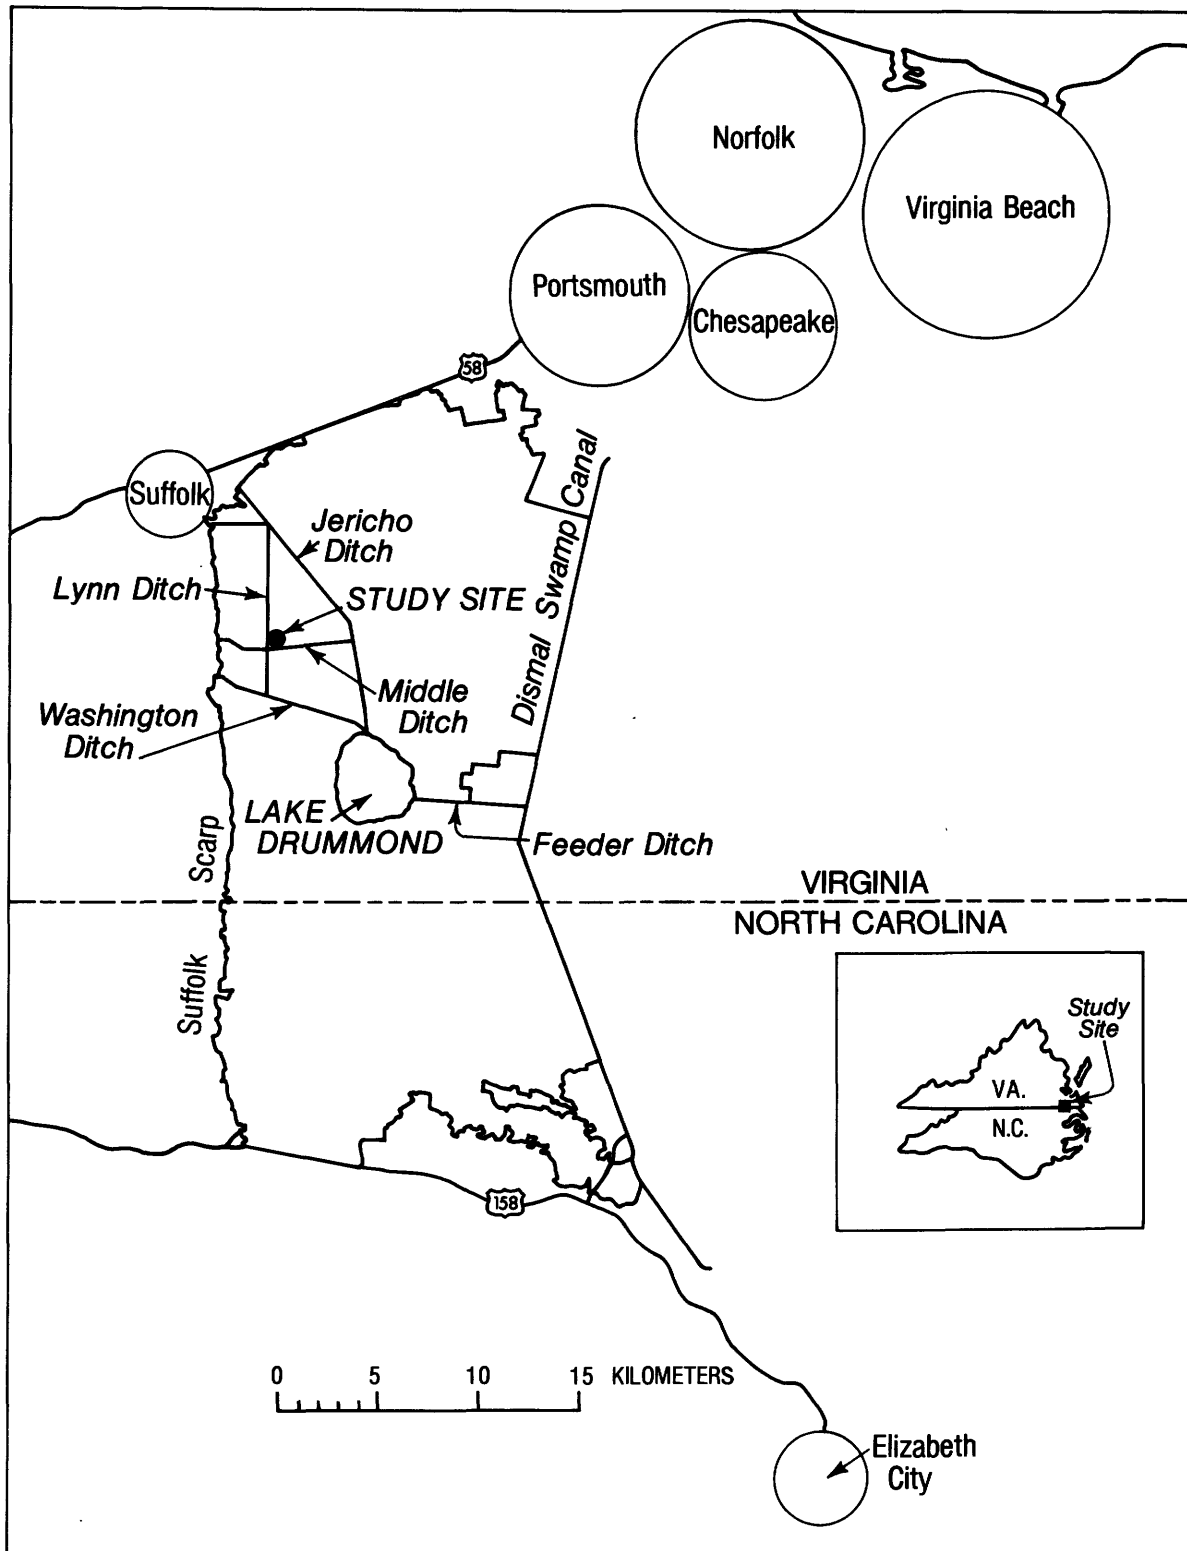 Norfolk
Virginia Beach
Portsmouth
Chesapeake
58
Suffolk
Dismal Swamp Canal
Jericho
Ditch
Lynn Ditch
STUDY SITE
Middle
Ditch
Washington
Ditch
LAKE
DRUMMOND
Feeder Ditch
Suffolk Scarp
VIRGINIA
NORTH CAROLINA
Study
Site
VA.
N.C.
158
0 5 10 15 KILOMETERS
Elizabeth
City